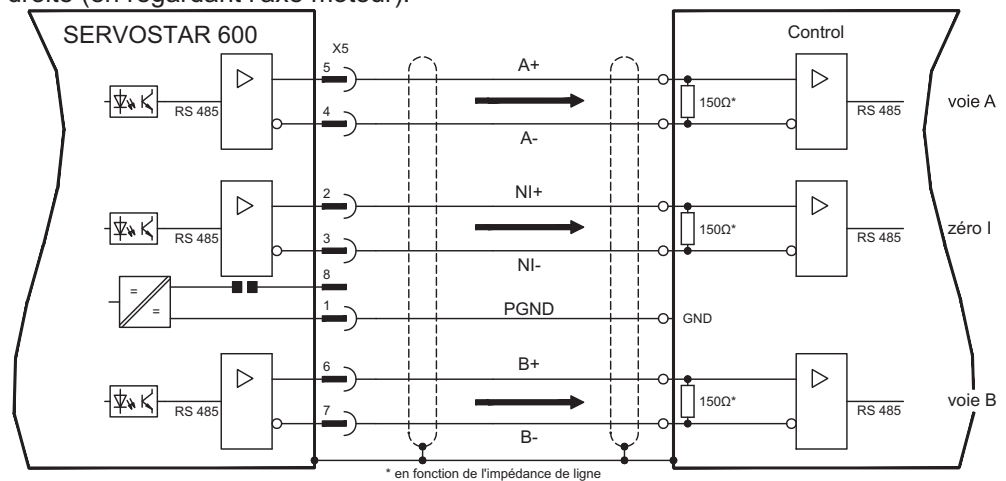 droite (en regardant l'axe moteur).
SERVOSTAR 600
X5
Control
5
A+
RS 485
150Ω*
RS 485
voie A
4
A-
2
NI+
RS 485
150Ω*
RS 485
zéro I
3
NI-
8
=
=
1
PGND
GND
6
B+
RS 485
150Ω*
RS 485
voie B
7
B-
* en fonction de l'impédance de ligne